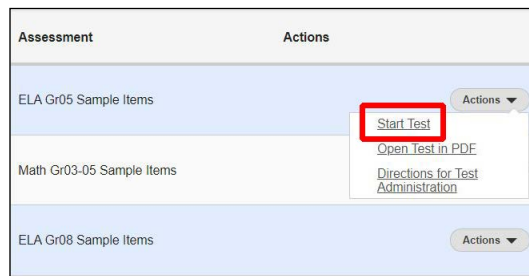 Assessment Actions
ELA Gr05 Sample Items Actions
Start Test
Open Test in PDF
Math Gr03-05 Sample Items
Directions for Test
Administration
ELA Gr08 Sample Items Actions